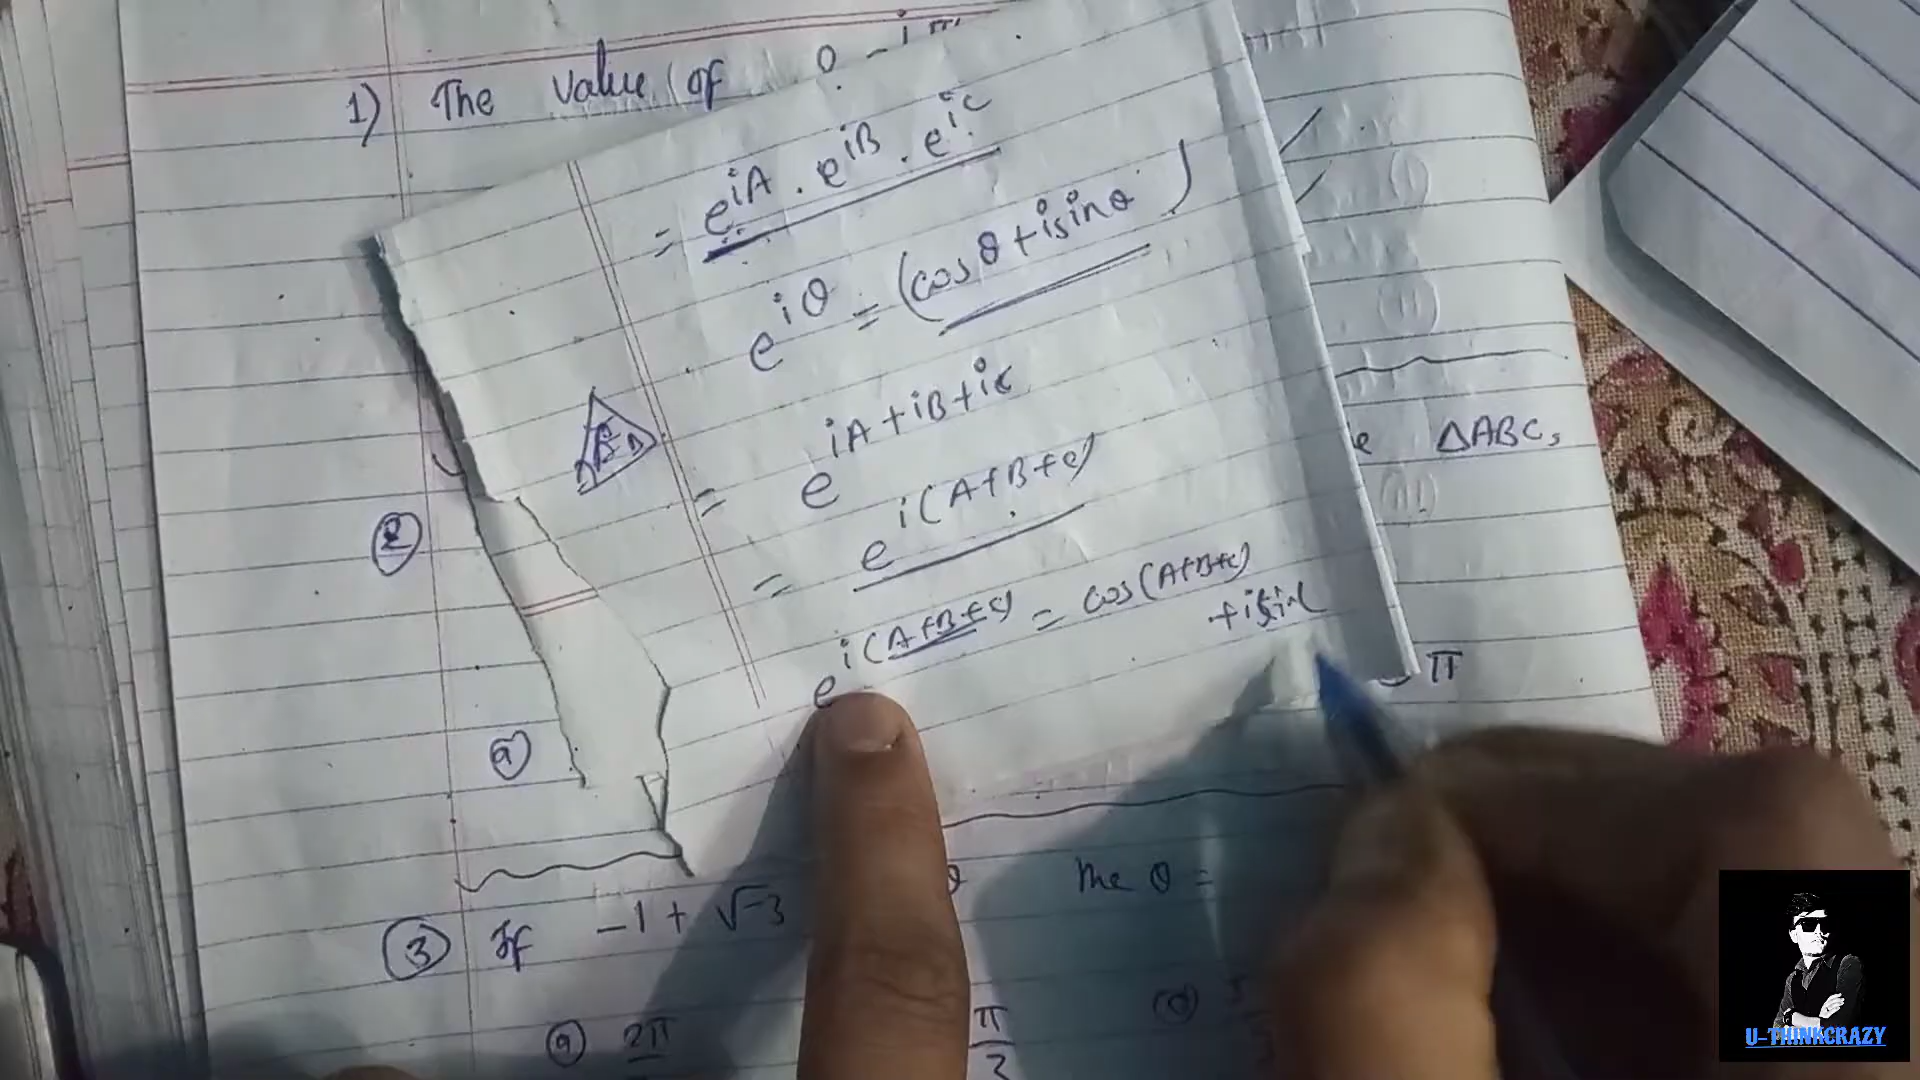 1) The value of
= e^{iA} . e^{iB} . e^{ic}
e^{iθ} = (cosθ + isinθ)
= e^{iA+iB+ic}
= e^{i(A+B+c)}
e^{i(A+B+c)} = cos(A+B+c)
+ isin(
ΔABC,
②
π
ⓐ
③ If -1 + √-3
the θ =
ⓐ 2π
π/
U-THINKCRAZY